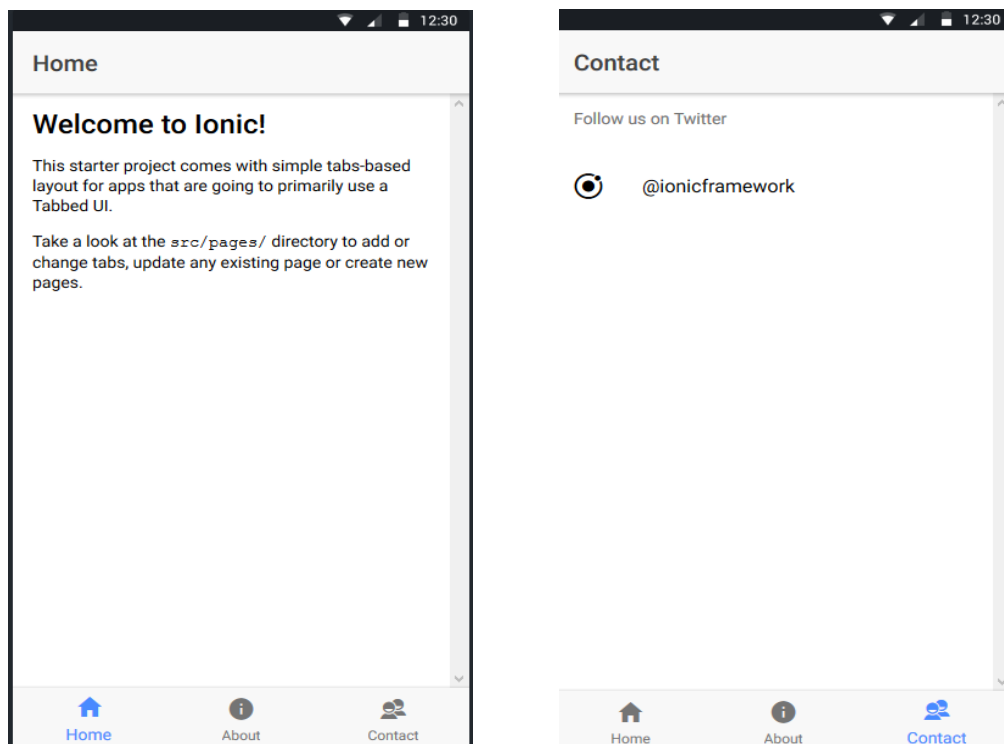 12:30
Home
Welcome to Ionic!
This starter project comes with simple tabs-based
layout for apps that are going to primarily use a
Tabbed UI.
Take a look at the src/pages/ directory to add or
change tabs, update any existing page or create new
pages.
Home
About
Contact
12:30
Contact
Follow us on Twitter
@ionicframework
Home
About
Contact